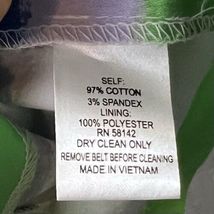 SELF:
97% COTTON
3% SPANDEX
LINING:
100% POLYESTER
RN 58142
DRY CLEAN ONLY
REMOVE BELT BEFORE CLEANING
MADE IN VIETNAM